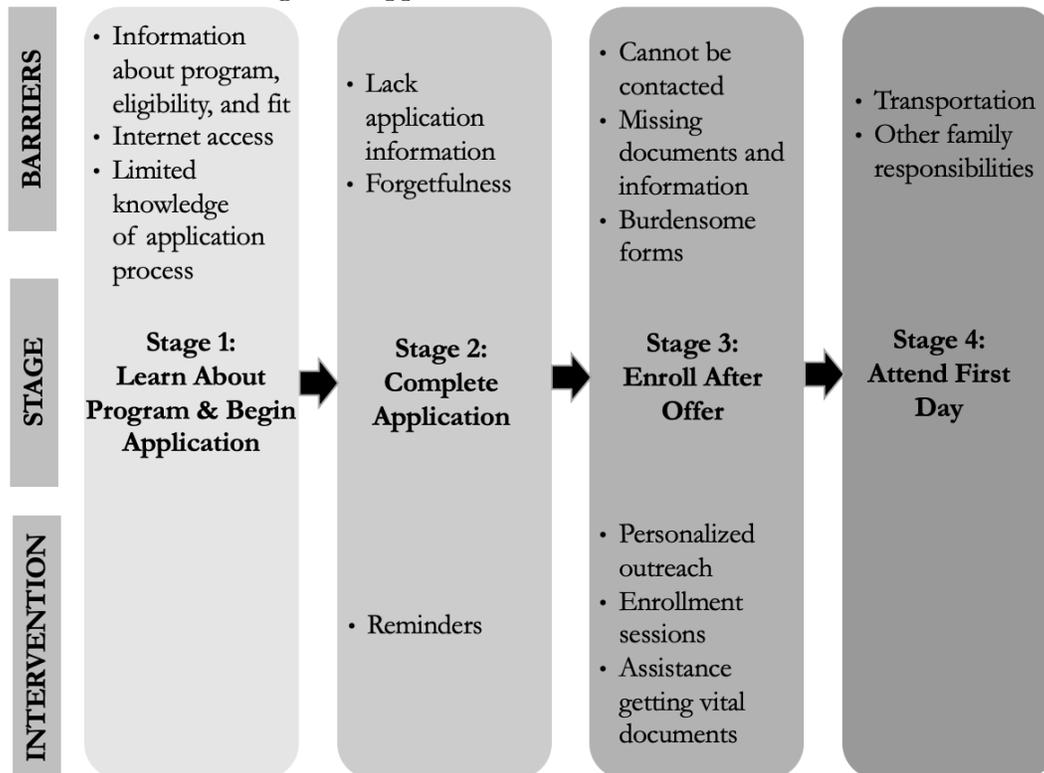 BARRIERS
• Information
about program,
eligibility, and fit
• Internet access
• Limited
knowledge
of application
process
• Lack
application
information
• Forgetfulness
• Cannot be
contacted
• Missing
documents and
information
• Burdensome
forms
• Transportation
• Other family
responsibilities
STAGE
Stage 1:
Learn About
Program & Begin
Application
Stage 2:
Complete
Application
Stage 3:
Enroll After
Offer
Stage 4:
Attend First
Day
INTERVENTION
• Reminders
• Personalized
outreach
• Enrollment
sessions
• Assistance
getting vital
documents